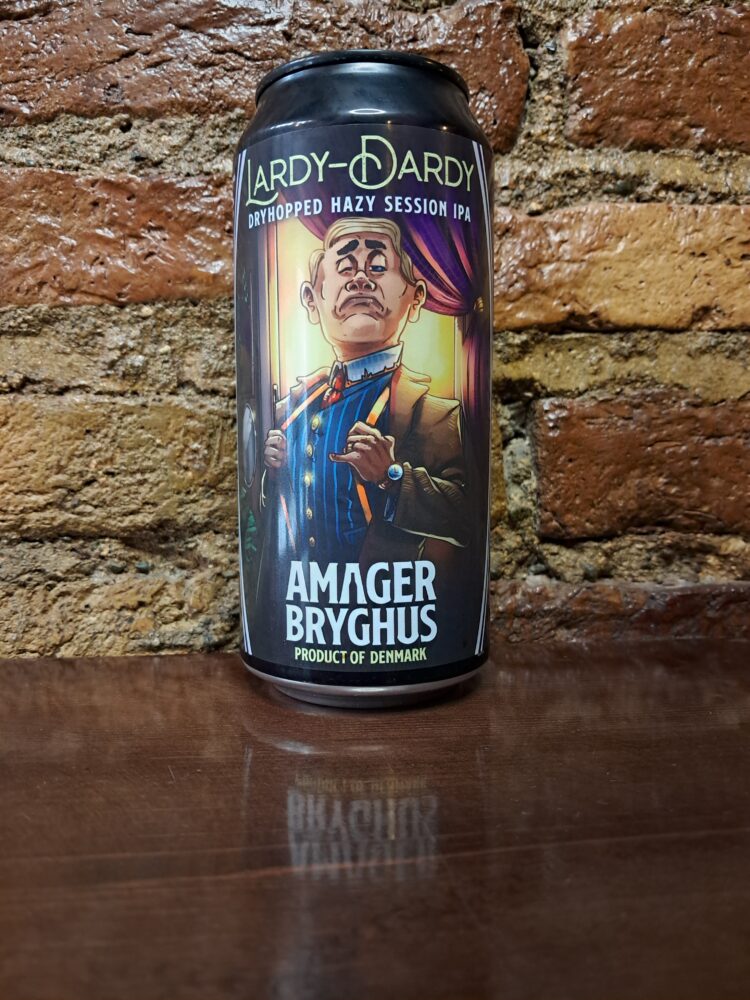 LARDY-DARDY
DRYHOPPED HAZY SESSION IPA
AMAGER
BRYGHUS
PRODUCT OF DENMARK